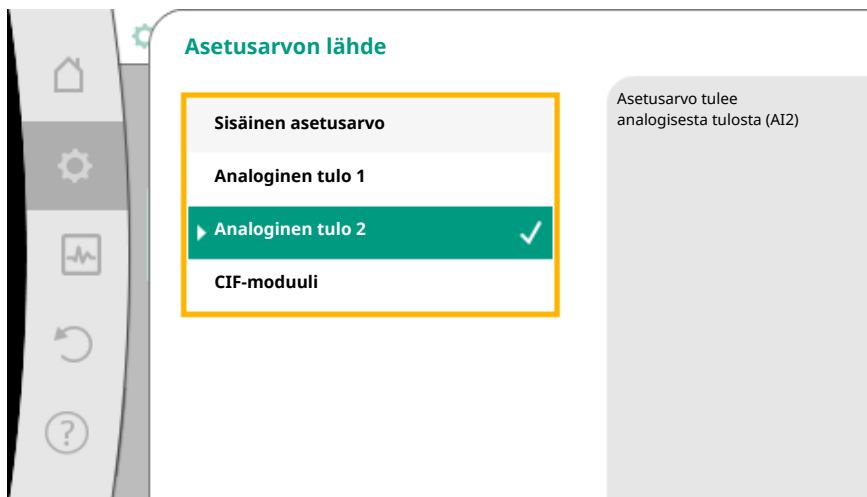 Asetusarvon lähde
Sisäinen asetusarvo
Analoginen tulo 1
Analoginen tulo 2
CIF-moduuli
Asetusarvo tulee
analogisesta tulosta (AI2)
?